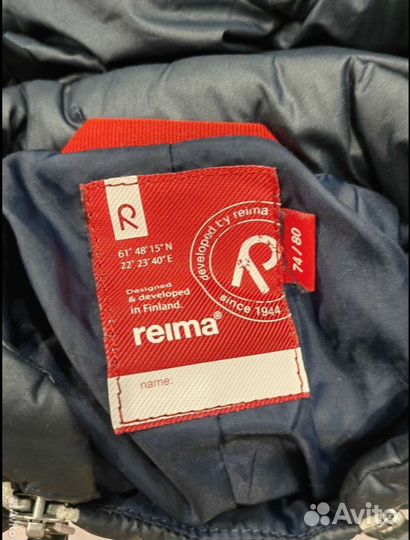 R
61° 48' 15" N
22° 23' 40" E
Designed
& developed
in Finland.
reima®
developed by reima
R
since 1944
74 / 80
name:
Avito